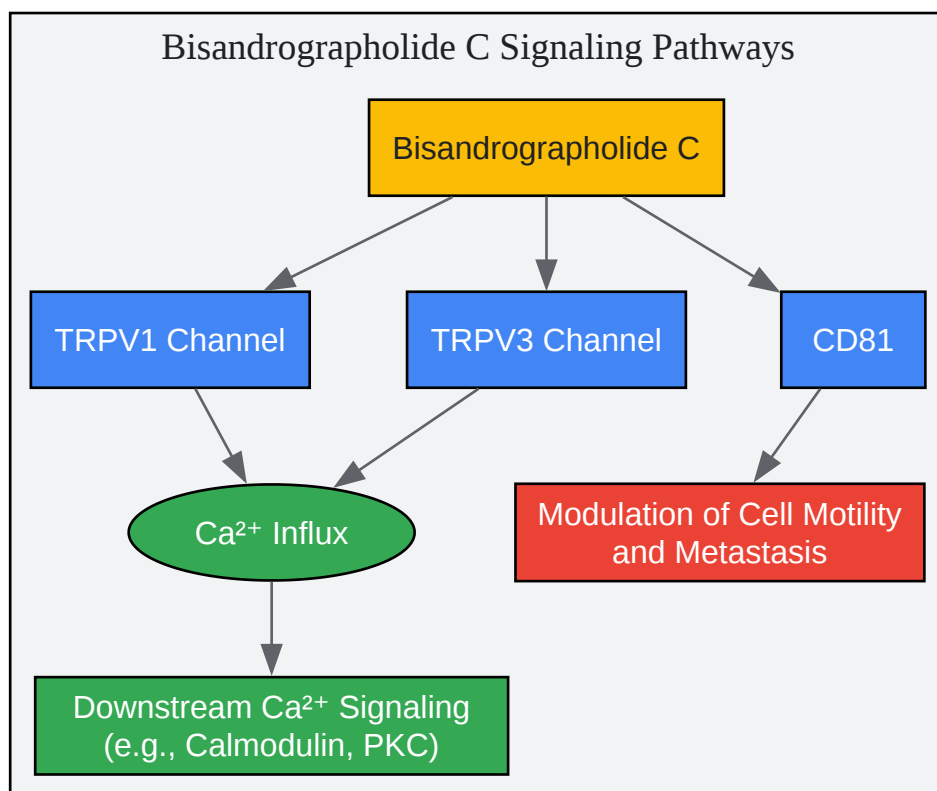 Bisandrographolide C Signaling Pathways
Bisandrographolide C
TRPV1 Channel
TRPV3 Channel
CD81
Ca²⁺ Influx
Modulation of Cell Motility
and Metastasis
Downstream Ca²⁺ Signaling
(e.g., Calmodulin, PKC)